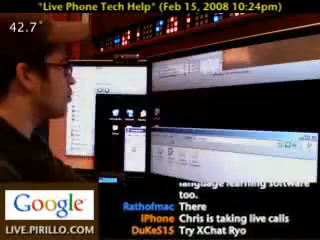 "Live Phone Tech Help" (Feb 15, 2008 10:24pm)
42.7°
language learning software
too.
Rathofmac There
iPhone Chris is taking live calls
DuKeS15 Try XChat Ryo
Google
LIVE.PIRILLO.COM